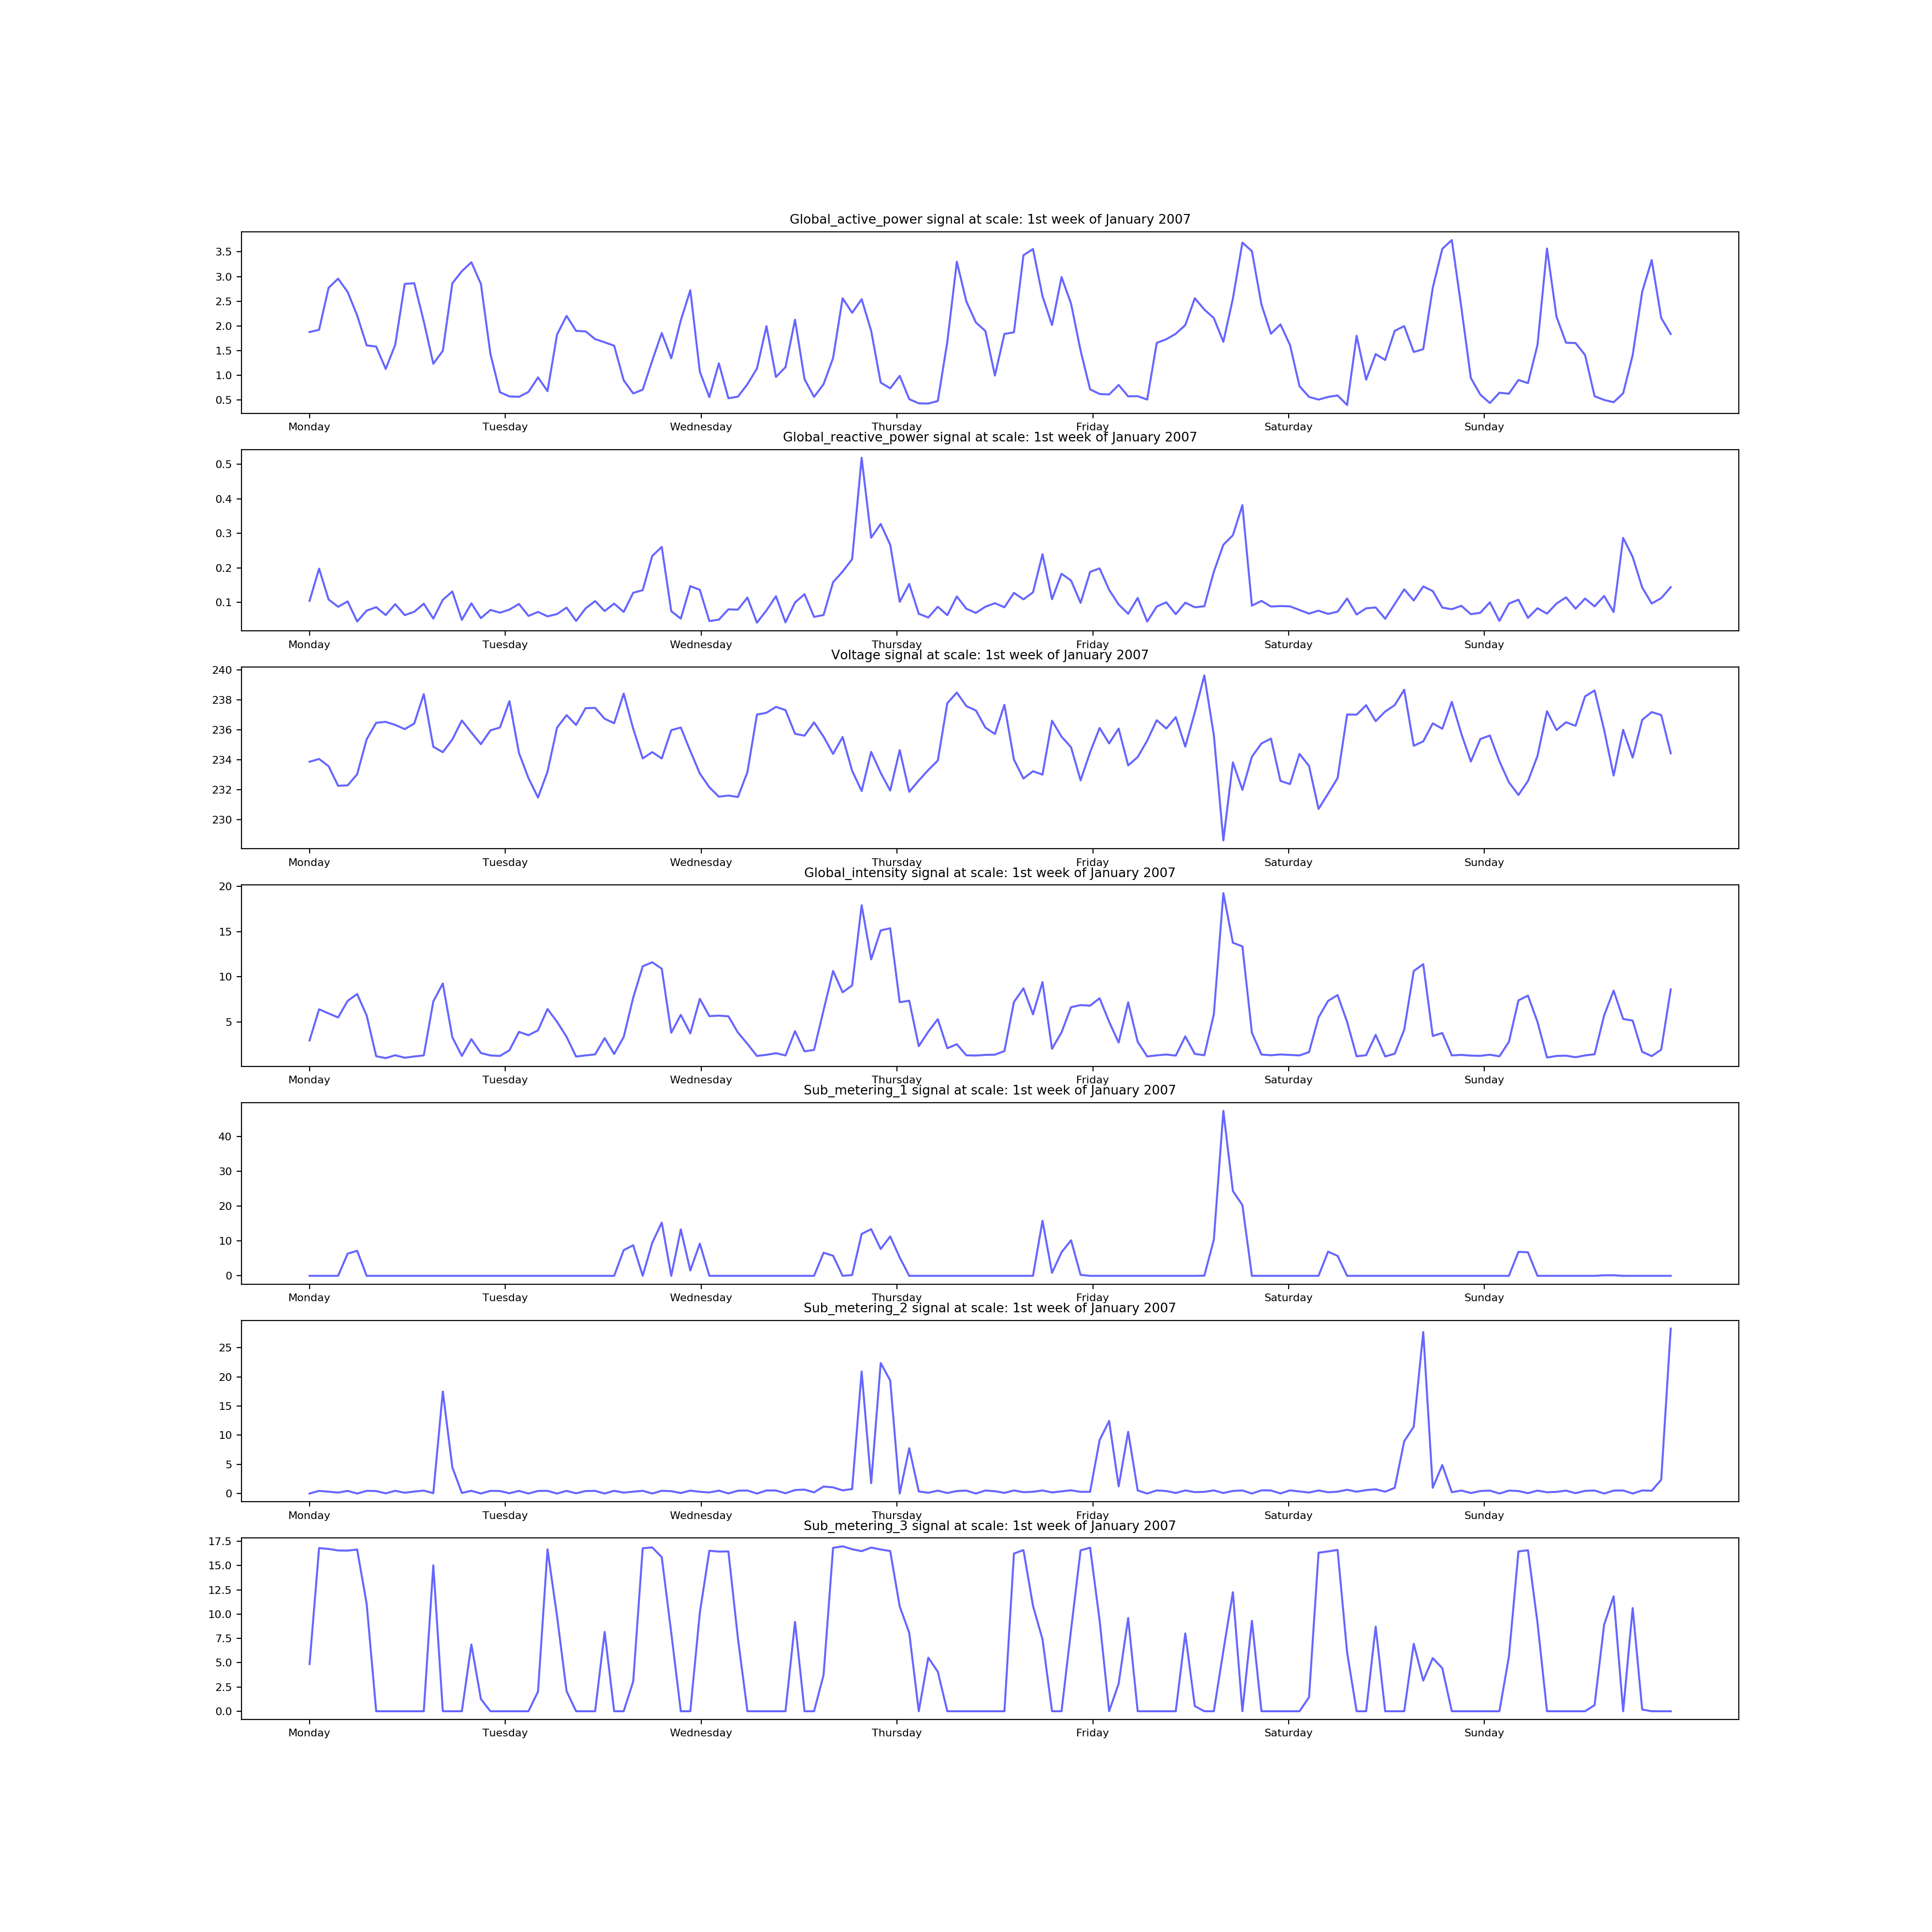 Global_active_power signal at scale: 1st week of January 2007
3.5
3.0
2.5
2.0
1.5
1.0
0.5
Monday Tuesday Wednesday Thursday Friday Saturday Sunday
Global_reactive_power signal at scale: 1st week of January 2007
0.5
0.4
0.3
0.2
0.1
Monday Tuesday Wednesday Thursday Friday Saturday Sunday
Voltage signal at scale: 1st week of January 2007
240
238
236
234
232
230
Monday Tuesday Wednesday Thursday Friday Saturday Sunday
Global_intensity signal at scale: 1st week of January 2007
20
15
10
5
Monday Tuesday Wednesday Thursday Friday Saturday Sunday
Sub_metering_1 signal at scale: 1st week of January 2007
40
30
20
10
0
Monday Tuesday Wednesday Thursday Friday Saturday Sunday
Sub_metering_2 signal at scale: 1st week of January 2007
25
20
15
10
5
0
Monday Tuesday Wednesday Thursday Friday Saturday Sunday
Sub_metering_3 signal at scale: 1st week of January 2007
17.5
15.0
12.5
10.0
7.5
5.0
2.5
0.0
Monday Tuesday Wednesday Thursday Friday Saturday Sunday